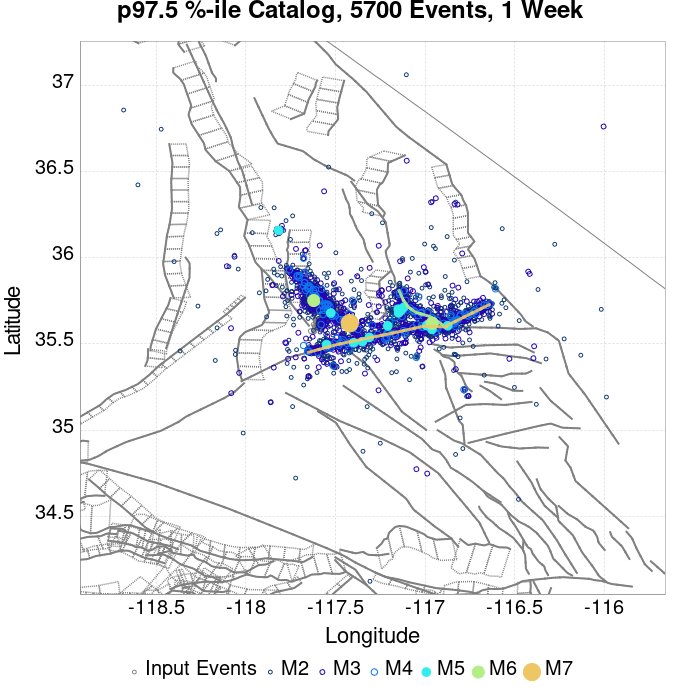 p97.5 %-ile Catalog, 5700 Events, 1 Week
37
36.5
36
35.5
35
34.5
Latitude
-118.5 -118 -117.5 -117 -116.5 -116
Longitude
Input Events M2 M3 M4 M5 M6 M7